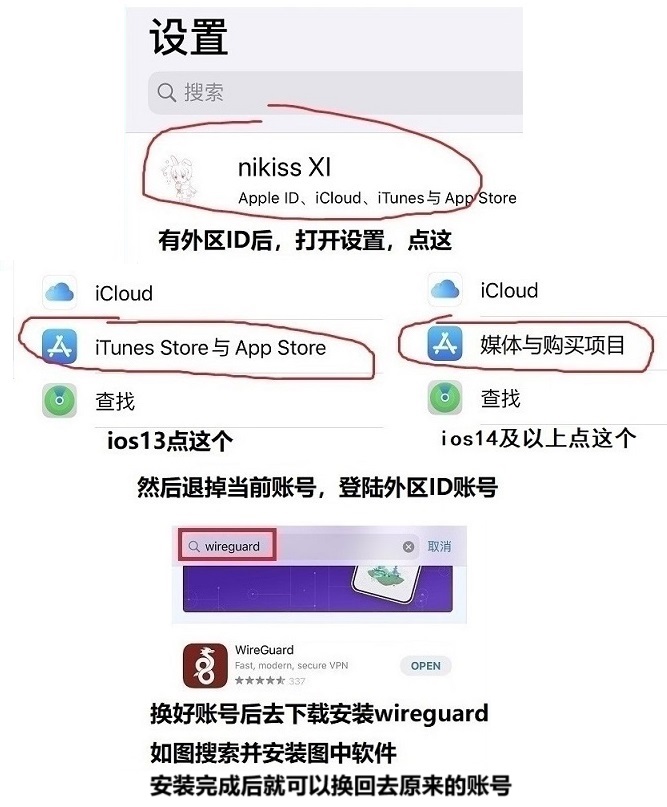 设置
搜索
nikiss XI
Apple ID、iCloud、iTunes与App Store
有外区ID后，打开设置，点这
iCloud
iTunes Store与App Store
查找
ios13点这个
iCloud
媒体与购买项目
查找
ios14及以上点这个
然后退掉当前账号，登陆外区ID账号
wireguard
取消
WireGuard
Fast, modern, secure VPN
337
OPEN
换好账号后去下载安装wireguard
如图搜索并安装图中软件
安装完成后就可以换回去原来的账号